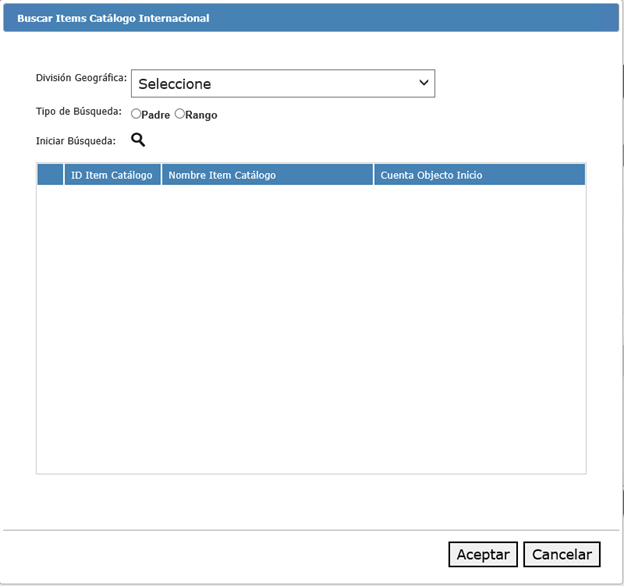 Buscar Items Catálogo Internacional
División Geográfica: Seleccione
Tipo de Búsqueda: Padre Rango
Iniciar Búsqueda:
ID Item Catálogo Nombre Item Catálogo Cuenta Objecto Inicio
Aceptar Cancelar